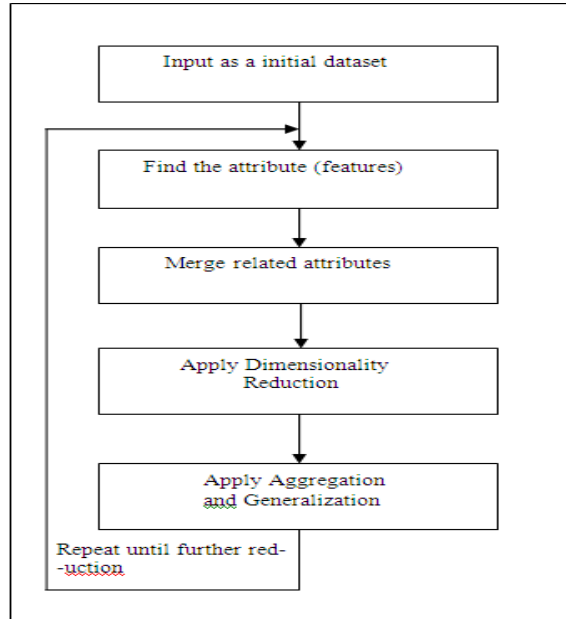 Input as a initial dataset
Find the attribute (features)
Merge related attributes
Apply Dimensionality
Reduction
Apply Aggregation
and Generalization
Repeat until further red-
-uction